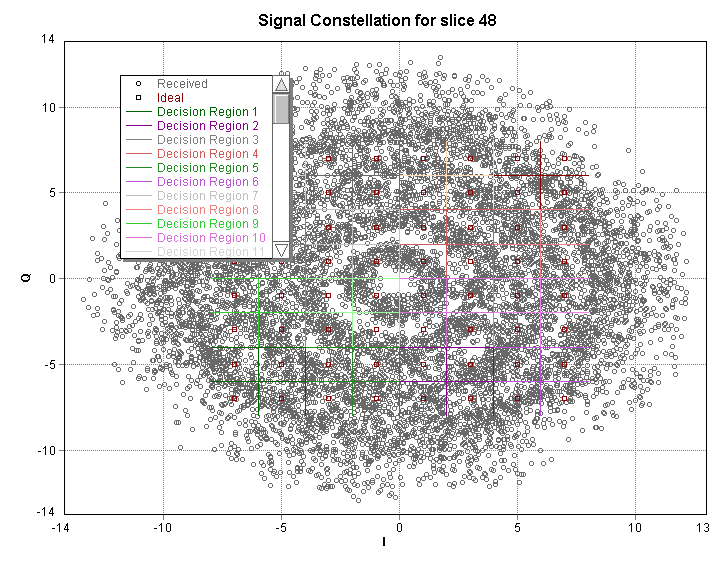 Signal Constellation for slice 48
14
Received
Ideal
Decision Region 1
Decision Region 2
Decision Region 3
Decision Region 4
Decision Region 5
Decision Region 6
Decision Region 7
Decision Region 8
Decision Region 9
Decision Region 10
Decision Region 11
10
5
0
-5
-10
-14
Q
-14
-10
-5
0
5
10
13
I